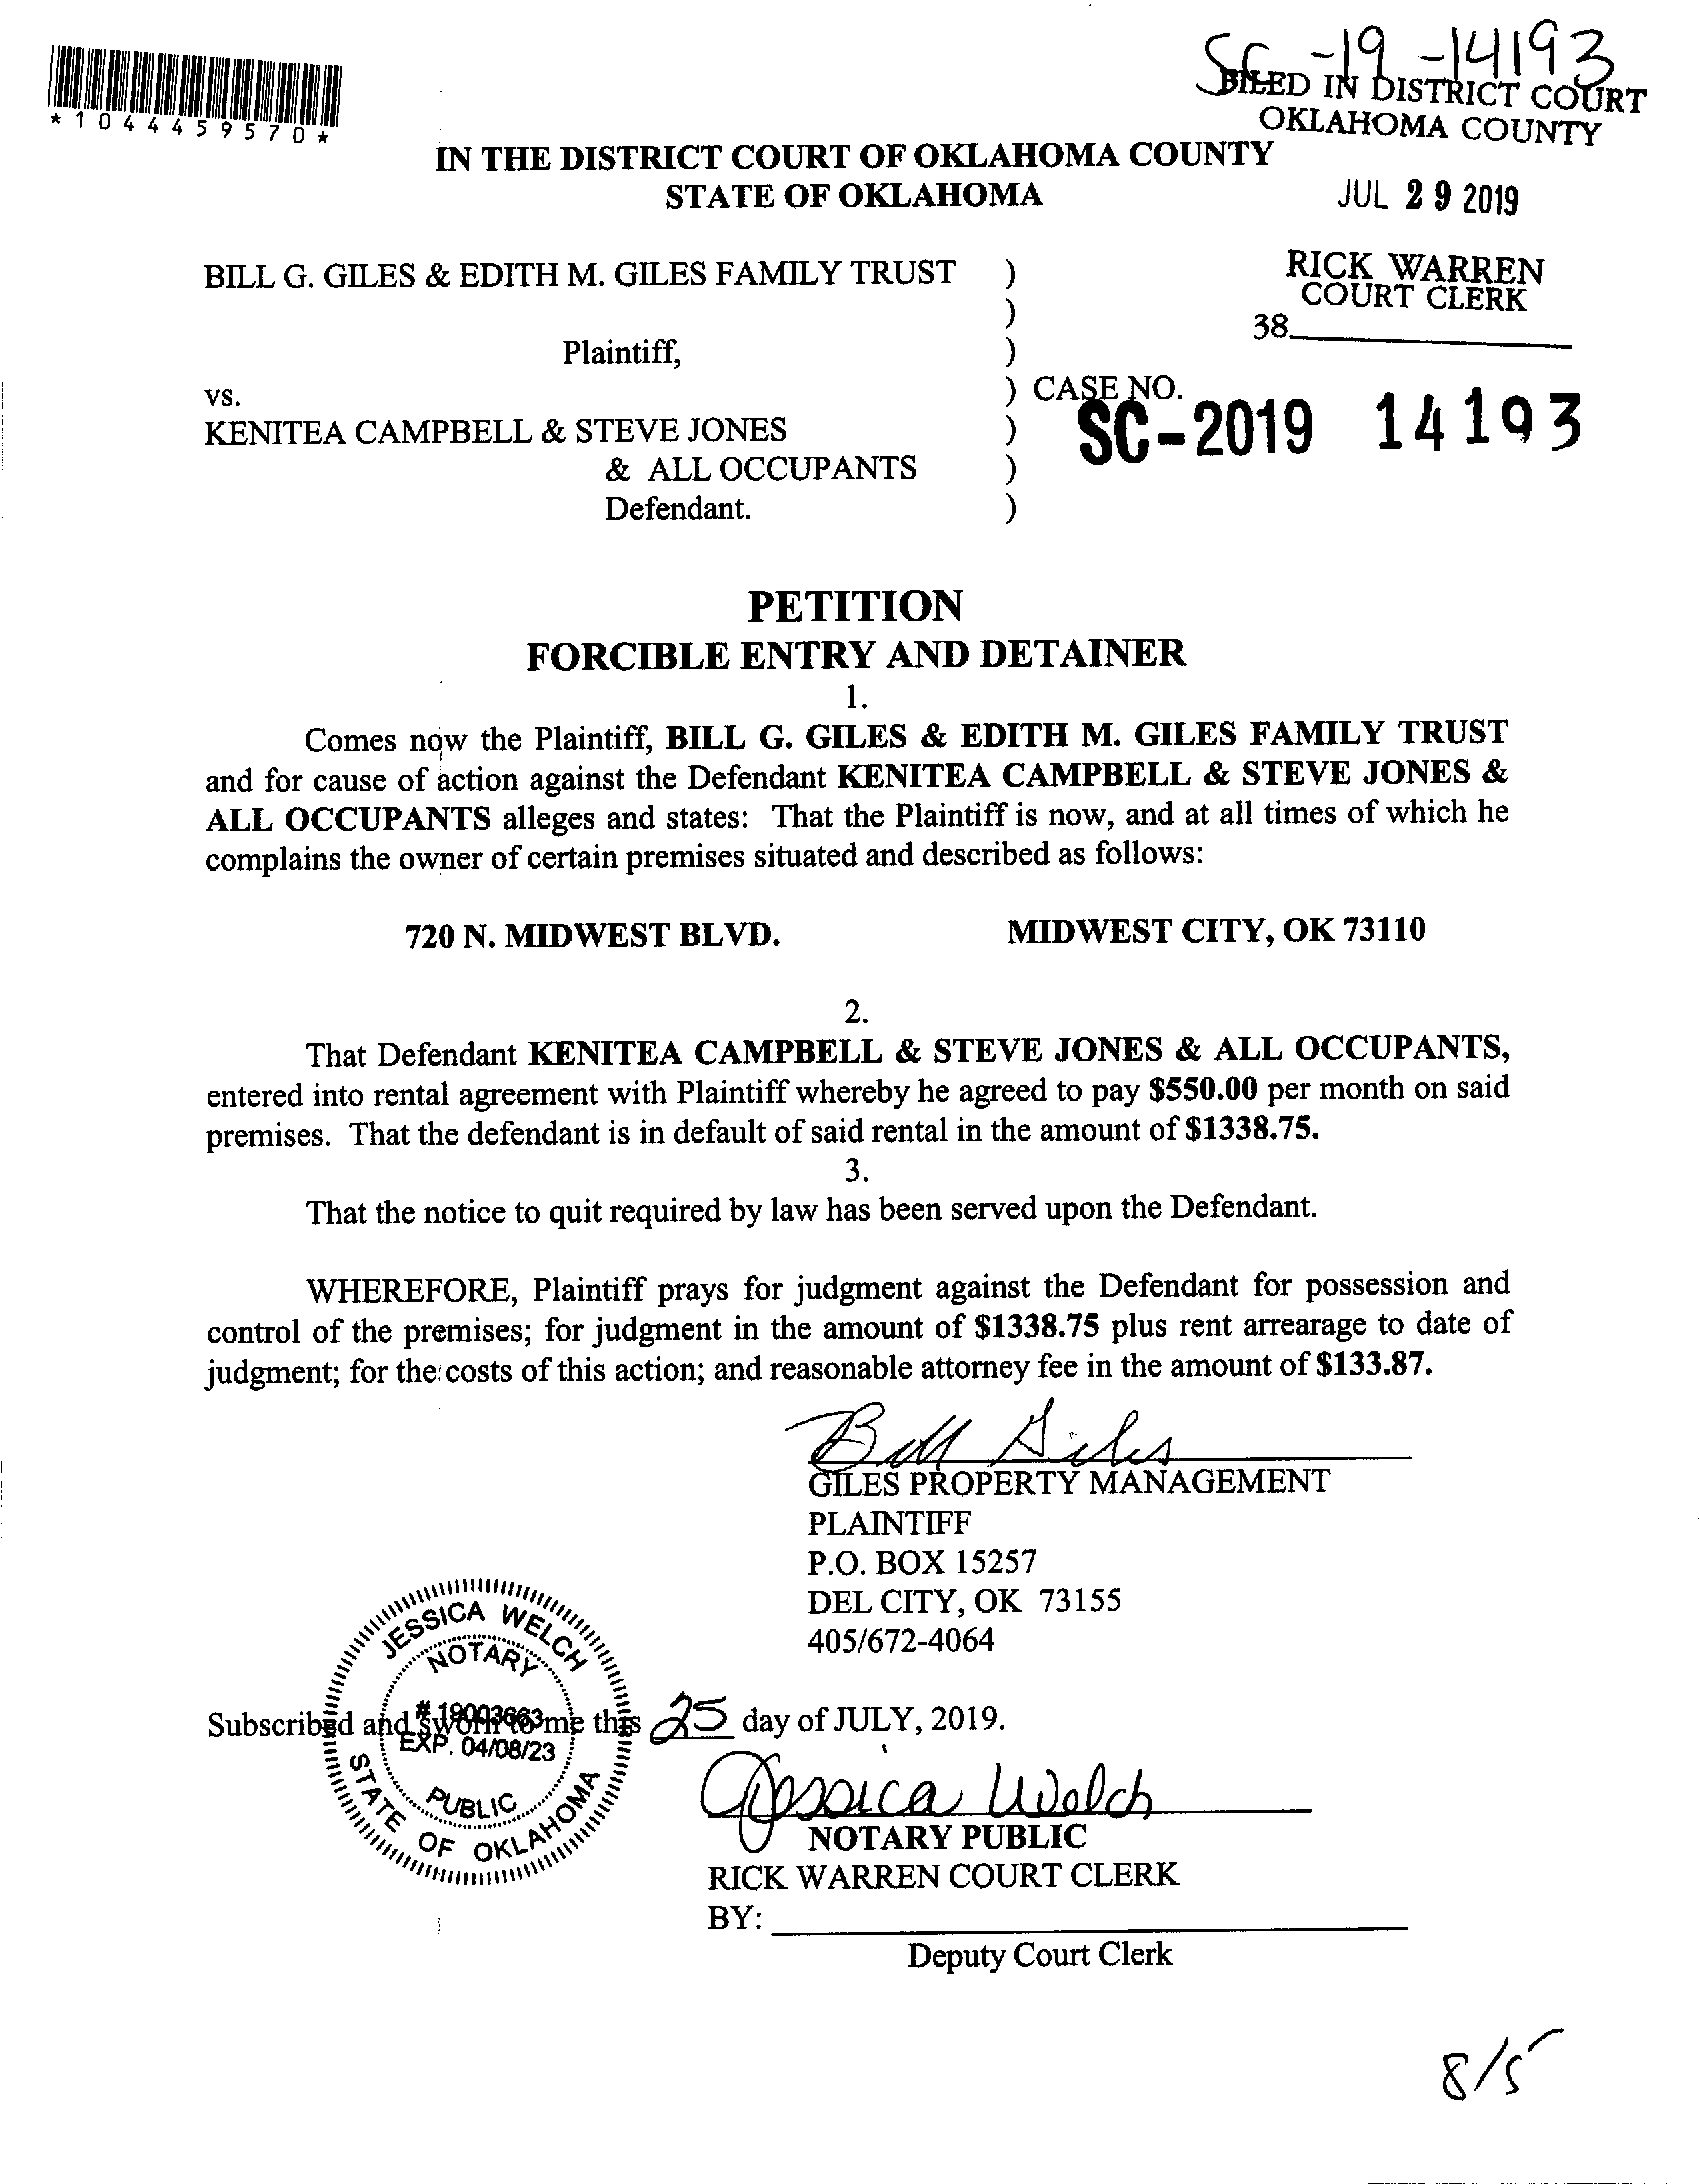 SC-19-14193
FILED IN DISTRICT COURT
OKLAHOMA COUNTY
*1044459570*
IN THE DISTRICT COURT OF OKLAHOMA COUNTY
STATE OF OKLAHOMA
JUL 29 2019
BILL G. GILES & EDITH M. GILES FAMILY TRUST )
RICK WARREN
COURT CLERK
)
38
Plaintiff, )
vs. ) CASE NO.
SC-2019 14193
KENITEA CAMPBELL & STEVE JONES )
& ALL OCCUPANTS )
Defendant. )
PETITION
FORCIBLE ENTRY AND DETAINER
1.
Comes now the Plaintiff, BILL G. GILES & EDITH M. GILES FAMILY TRUST
and for cause of action against the Defendant KENITEA CAMPBELL & STEVE JONES &
ALL OCCUPANTS alleges and states: That the Plaintiff is now, and at all times of which he
complains the owner of certain premises situated and described as follows:
720 N. MIDWEST BLVD. MIDWEST CITY, OK 73110
2.
That Defendant KENITEA CAMPBELL & STEVE JONES & ALL OCCUPANTS,
entered into rental agreement with Plaintiff whereby he agreed to pay $550.00 per month on said
premises. That the defendant is in default of said rental in the amount of $1338.75.
3.
That the notice to quit required by law has been served upon the Defendant.
WHEREFORE, Plaintiff prays for judgment against the Defendant for possession and
control of the premises; for judgment in the amount of $1338.75 plus rent arrearage to date of
judgment; for the costs of this action; and reasonable attorney fee in the amount of $133.87.
Bill Giles
GILES PROPERTY MANAGEMENT
PLAINTIFF
P.O. BOX 15257
DEL CITY, OK 73155
405/672-4064
JESSICA WELCH
NOTARY
# 19003663
EXP. 04/08/23
PUBLIC
STATE OF OKLAHOMA
Subscribed and sworn to me this 25 day of JULY, 2019.
Jessica Welch
NOTARY PUBLIC
RICK WARREN COURT CLERK
BY:
Deputy Court Clerk
8/5